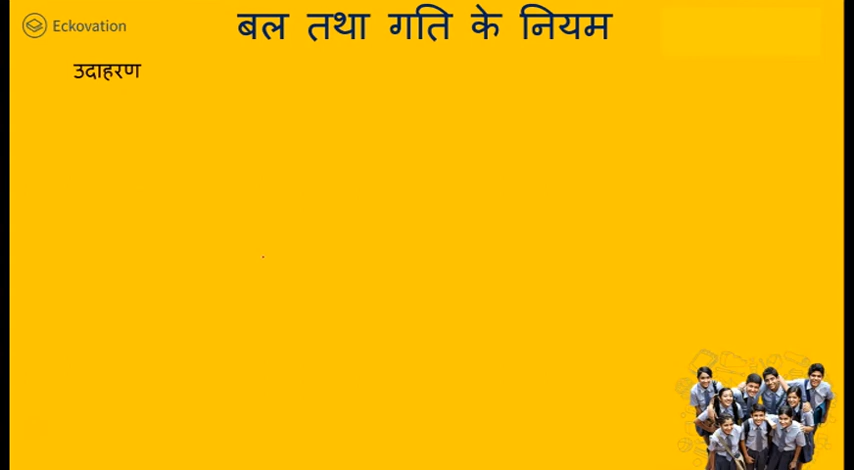 Eckovation
बल तथा गति के नियम
उदाहरण